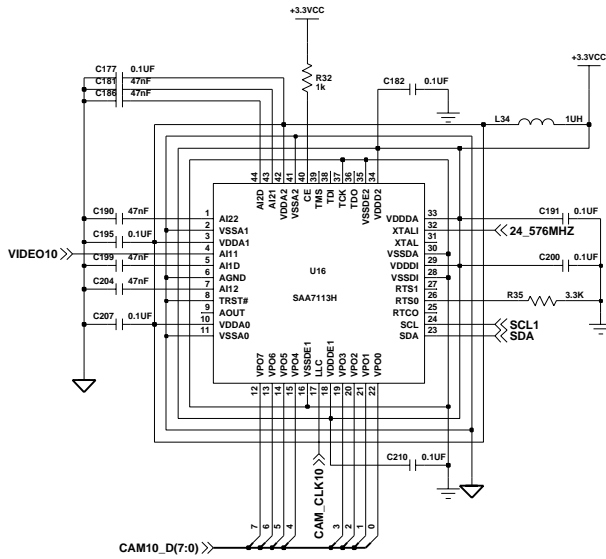 +3.3VCC
+3.3VCC
C177 0.1UF
C181 47nF
C186 47nF
R32
1k
C182 0.1UF
L34 1UH
44 43 42 41 40 39 38 37 36 35 34
AI2D AI21 VDDA2 VSSA2 CE TMS TDI TCK TDO VSSDE2 VDDD2
C190 47nF 1 AI22 VDDDA 33 C191 0.1UF
2 VSSA1 XTALI 32 24_576MHZ
C195 0.1UF 3 VDDA1 XTAL 31
VIDEO10 4 AI11 VSSDA 30
C199 47nF 5 AI1D U16 VDDDI 29 C200 0.1UF
6 AGND VSSDI 28
C204 47nF 7 AI12 SAA7113H RTS1 27
8 TRST# RTS0 26 R35 3.3K
9 AOUT RTCO 25
C207 0.1UF 10 VDDA0 SCL 24 SCL1
11 VSSA0 SDA 23 SDA
VPO7 VPO6 VPO5 VPO4 VSSDE1 LLC VDDDE1 VPO3 VPO2 VPO1 VPO0
12 13 14 15 16 17 18 19 20 21 22
C210 0.1UF
CAM_CLK10
7 6 5 4 3 2 1 0
CAM10_D(7:0)